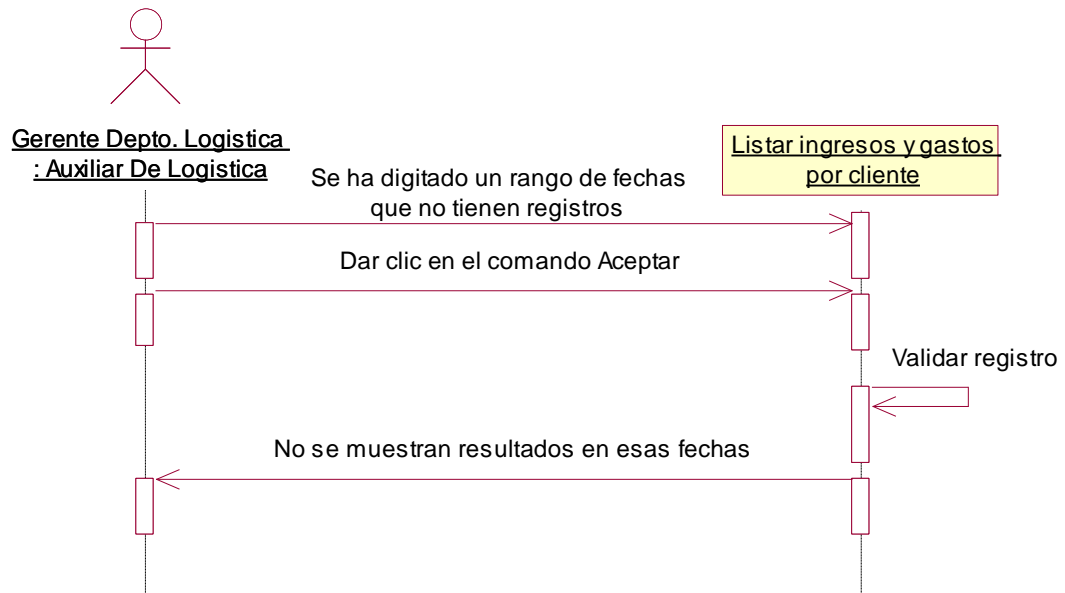 Gerente Depto. Logistica
: Auxiliar De Logistica
Listar ingresos y gastos
por cliente
Se ha digitado un rango de fechas
que no tienen registros
Dar clic en el comando Aceptar
Validar registro
No se muestran resultados en esas fechas